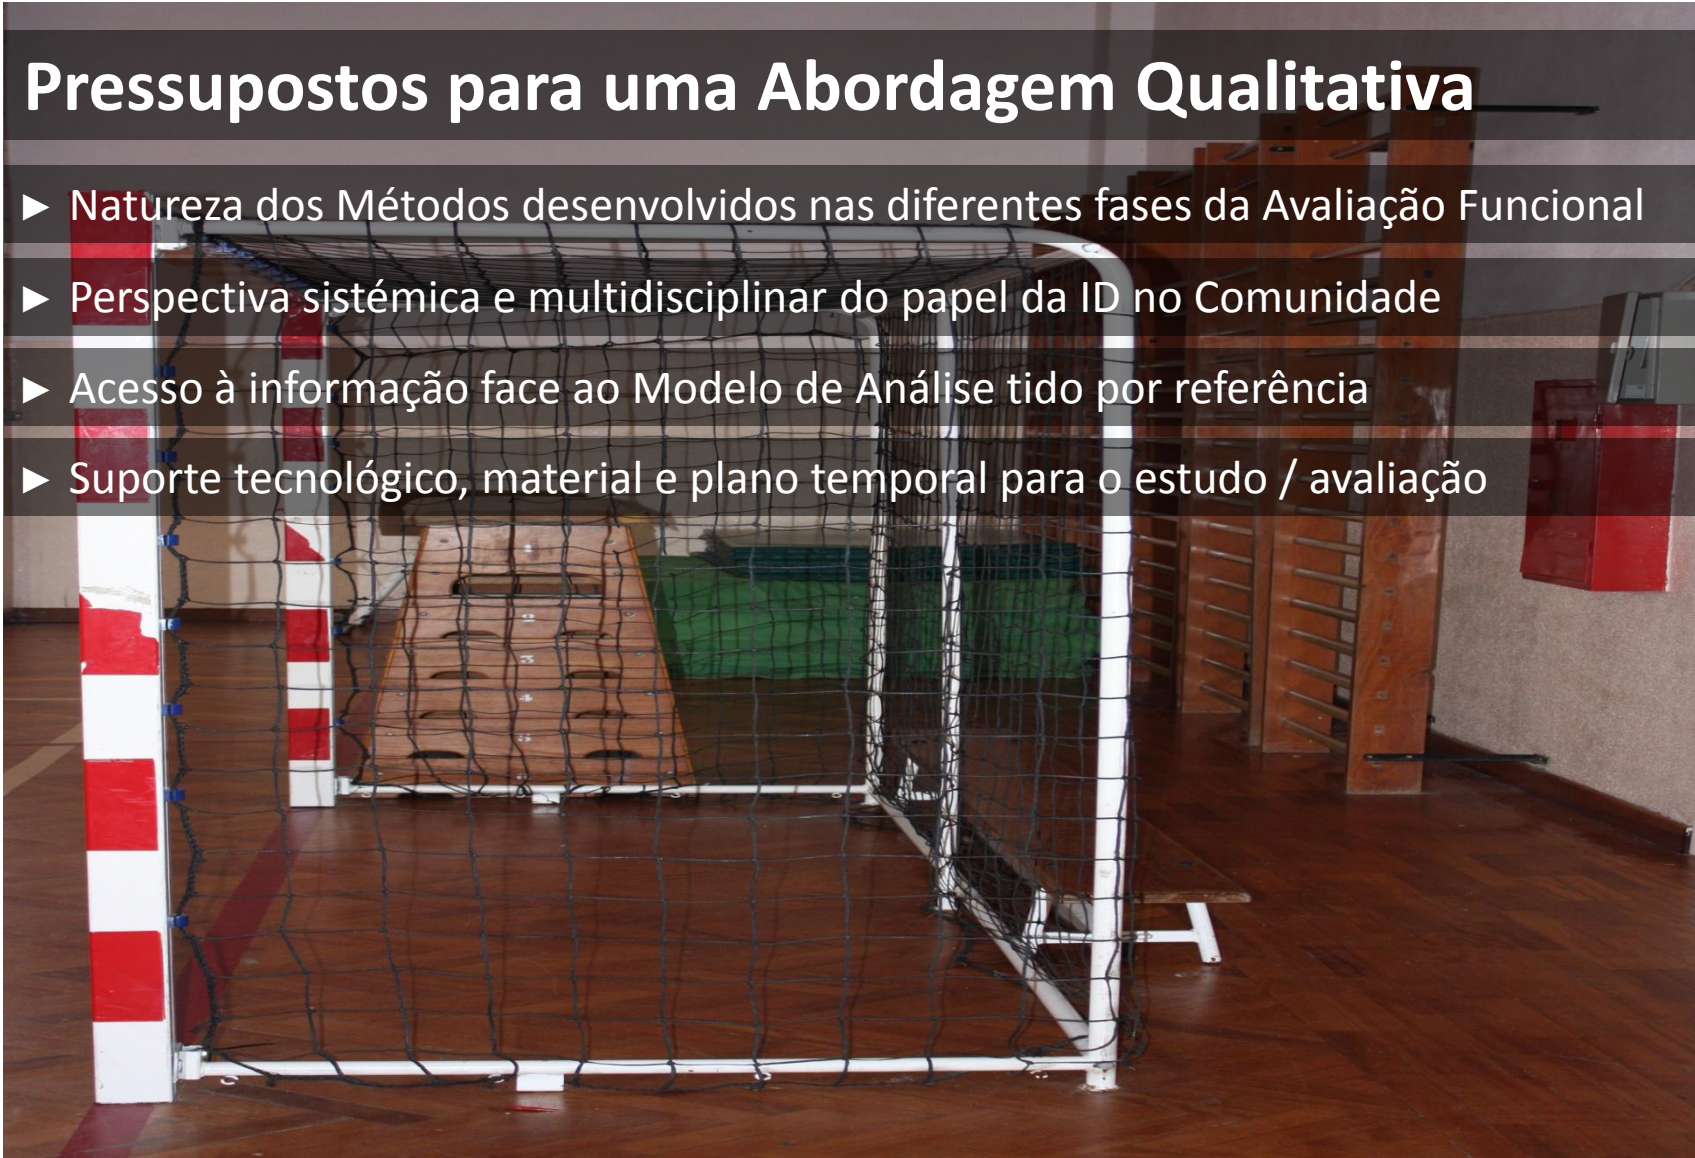 Pressupostos para uma Abordagem Qualitativa
► Natureza dos Métodos desenvolvidos nas diferentes fases da Avaliação Funcional
► Perspectiva sistémica e multidisciplinar do papel da ID no Comunidade
► Acesso à informação face ao Modelo de Análise tido por referência
► Suporte tecnológico, material e plano temporal para o estudo / avaliação